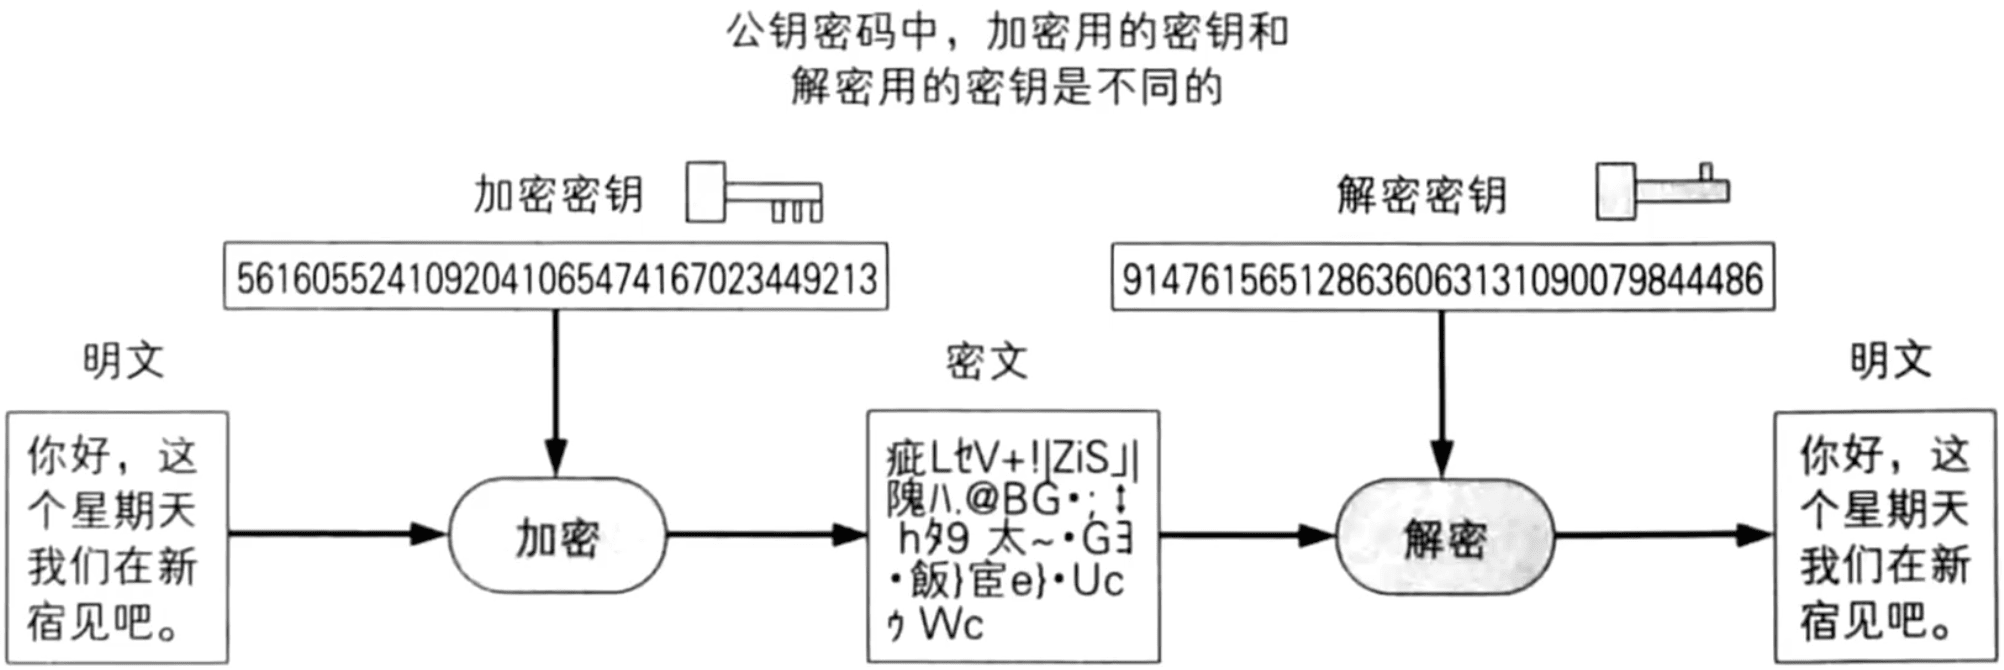 公钥密码中，加密用的密钥和
解密用的密钥是不同的
加密密钥
解密密钥
5616055241092041065474167023449213
914761565128636063131090079844486
明文
密文
明文
你好，这
个星期天
我们在新
宿见吧。
加密
疵LセV+!|ZiS」|
隗ハ.@BG・; ↕
hタ9 太~・Gヨ
・飯}宦e}・Uc
ゥWc
解密
你好，这
个星期天
我们在新
宿见吧。